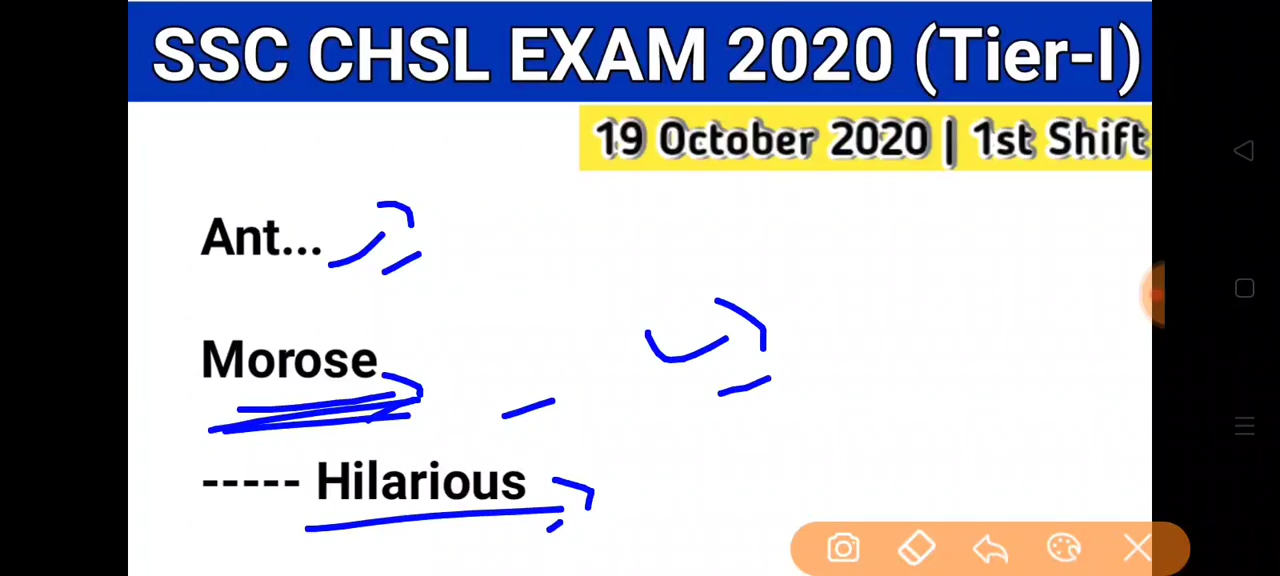 SSC CHSL EXAM 2020 (Tier-I)
19 October 2020 | 1st Shift
Ant...
Morose
----- Hilarious